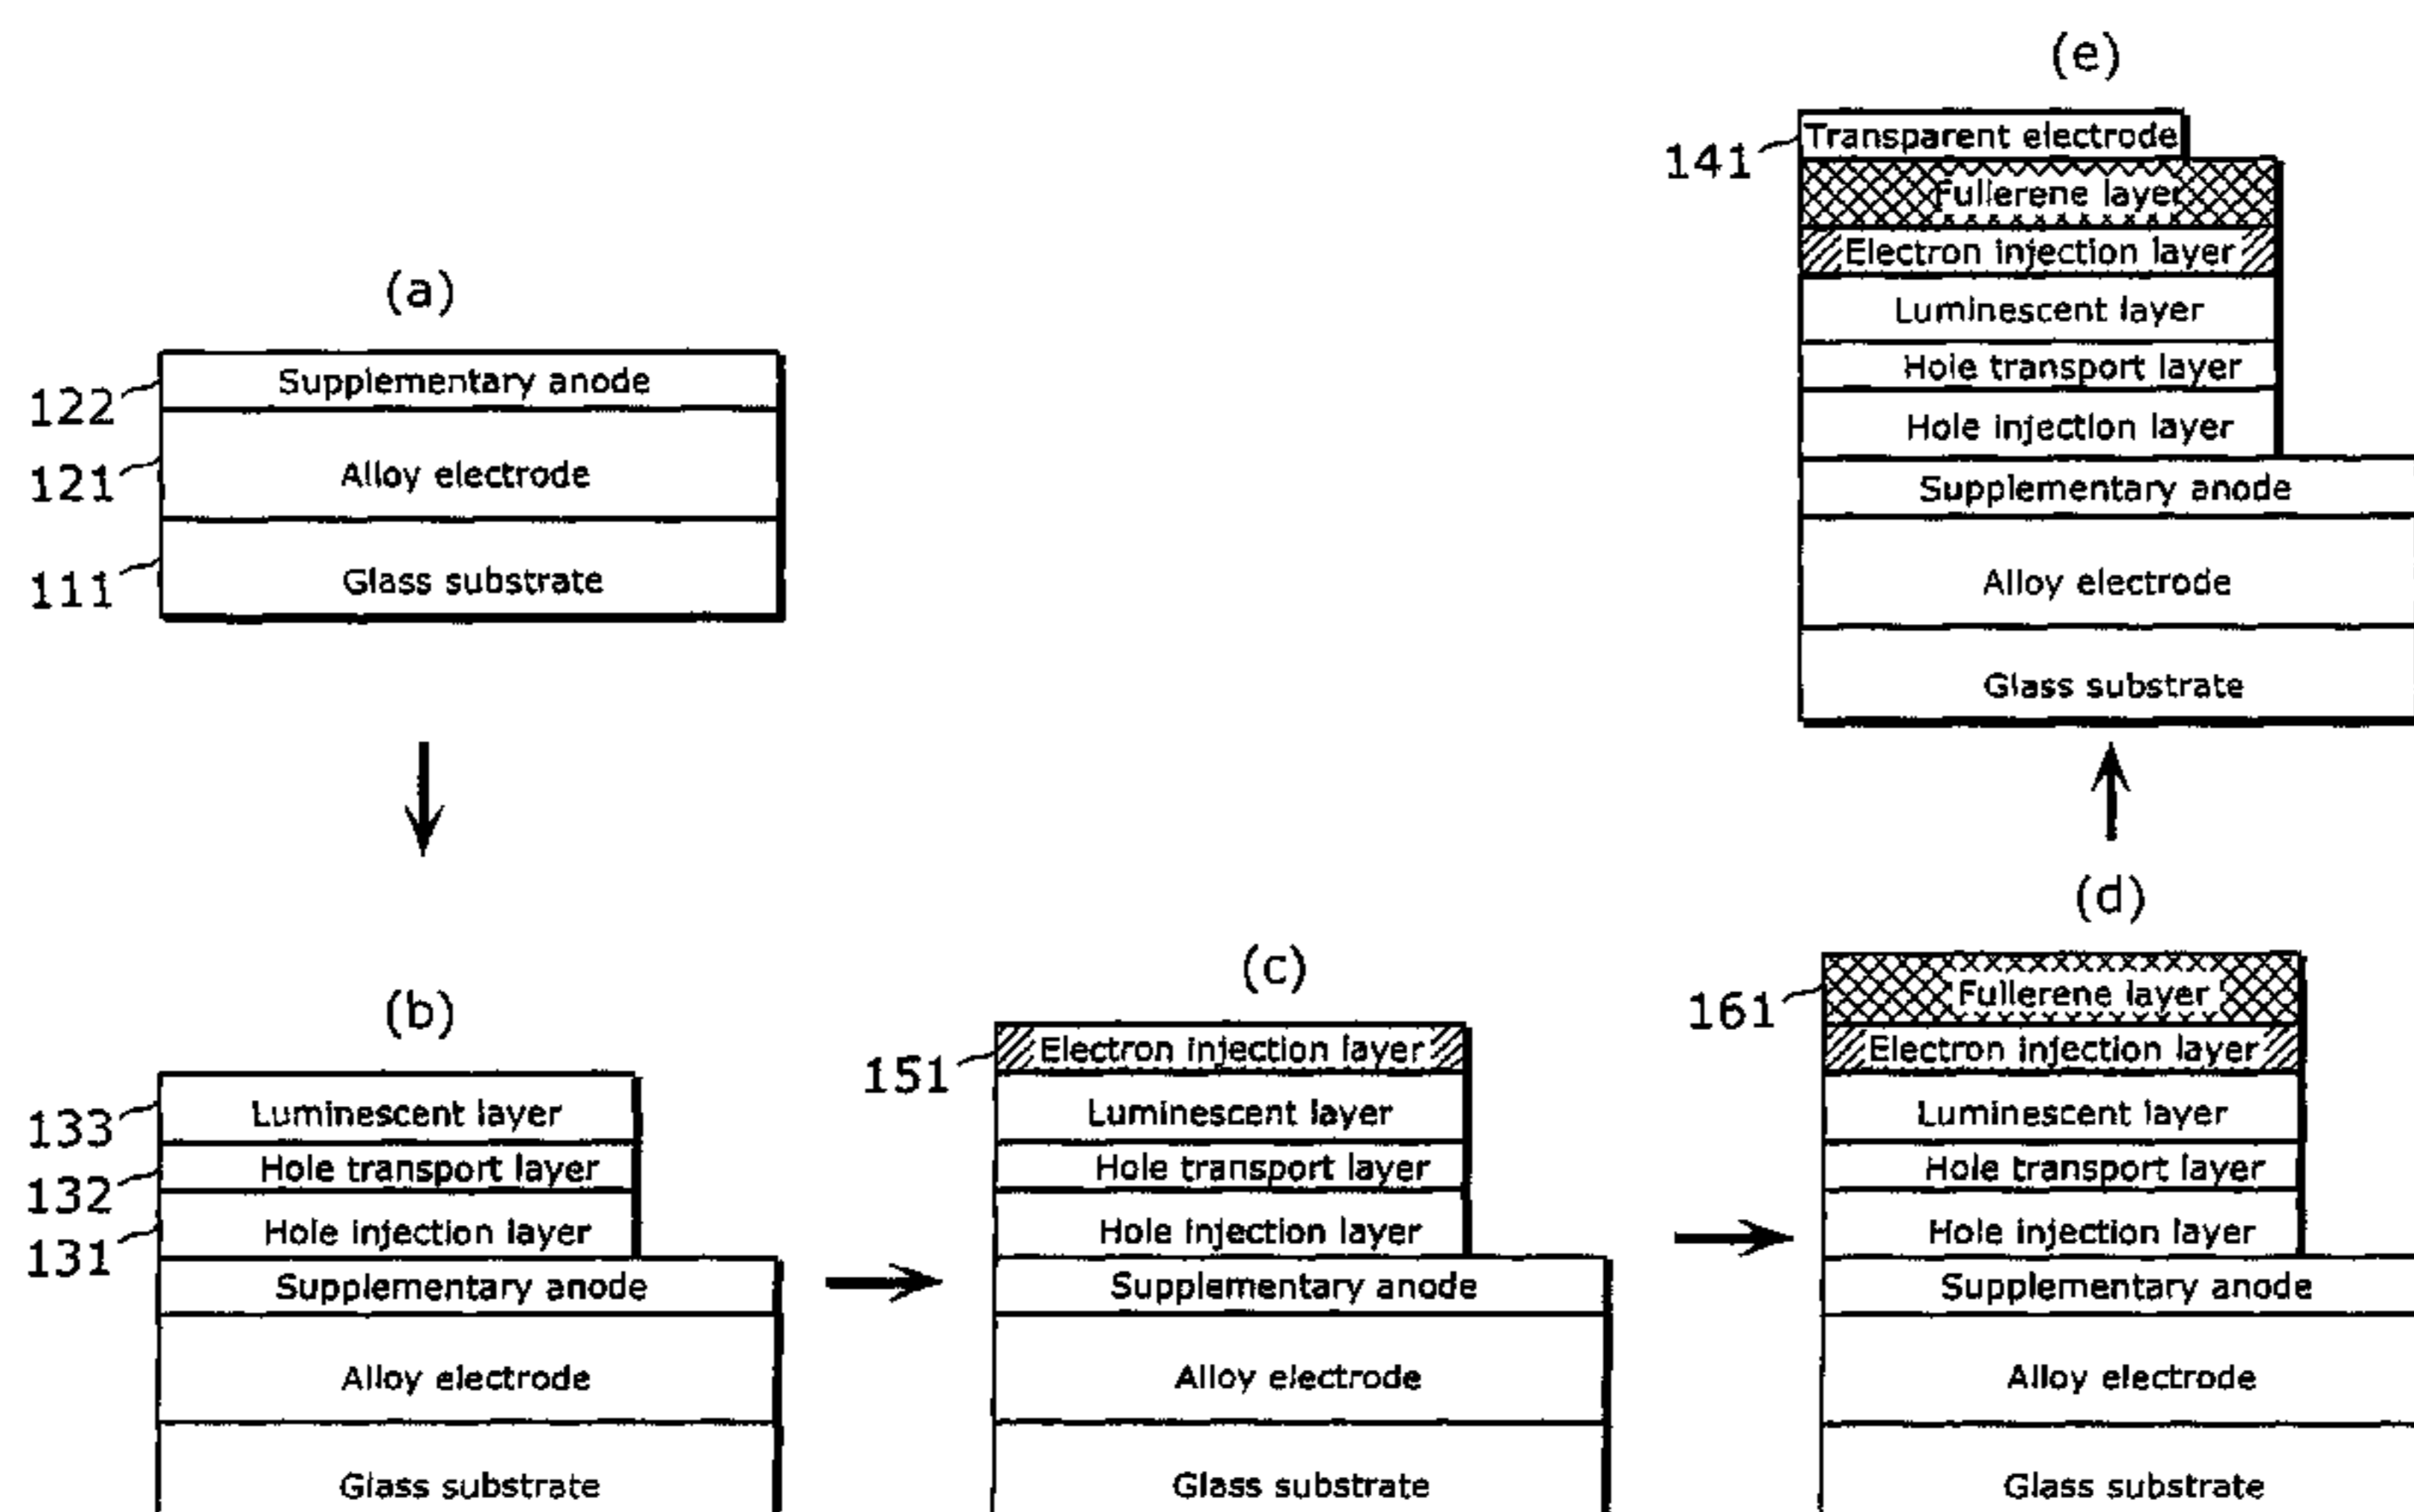 (a)
122
Supplementary anode
121
Alloy electrode
111
Glass substrate
(b)
133
Luminescent layer
132
Hole transport layer
131
Hole injection layer
Supplementary anode
Alloy electrode
Glass substrate
(c)
151
Electron injection layer
Luminescent layer
Hole transport layer
Hole injection layer
Supplementary anode
Alloy electrode
Glass substrate
(d)
161
Fullerene layer
Electron injection layer
Luminescent layer
Hole transport layer
Hole injection layer
Supplementary anode
Alloy electrode
Glass substrate
(e)
141
Transparent electrode
Fullerene layer
Electron injection layer
Luminescent layer
Hole transport layer
Hole injection layer
Supplementary anode
Alloy electrode
Glass substrate